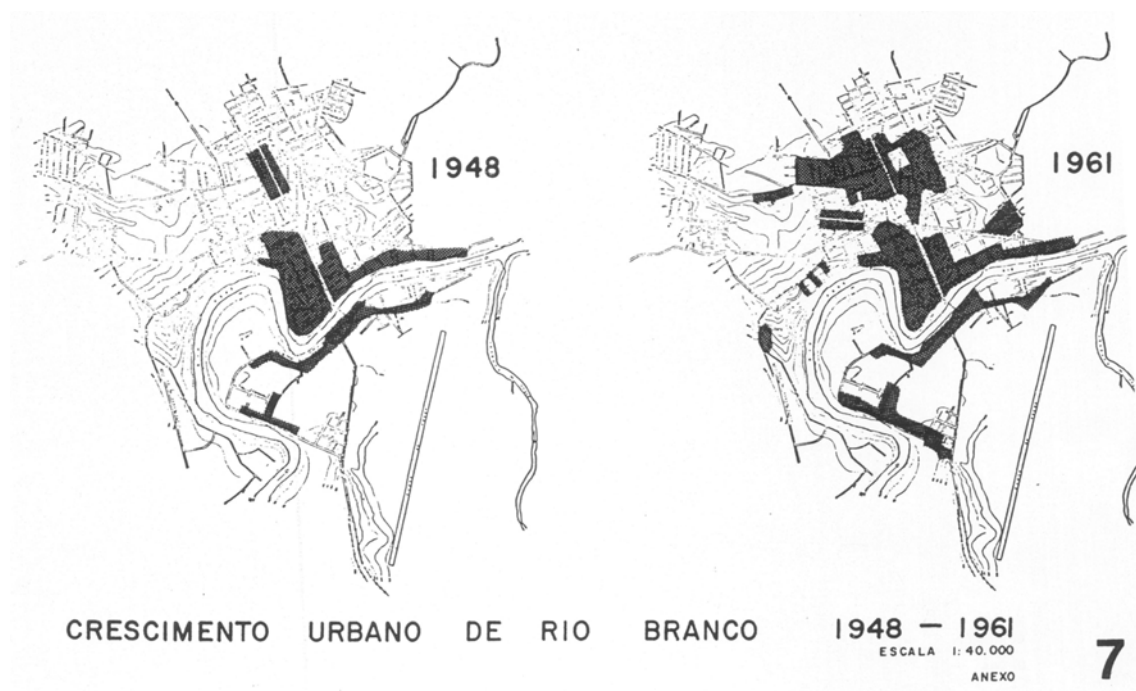 1948
1961
CRESCIMENTO URBANO DE RIO BRANCO 1948 — 1961
ESCALA 1:40.000
ANEXO
7